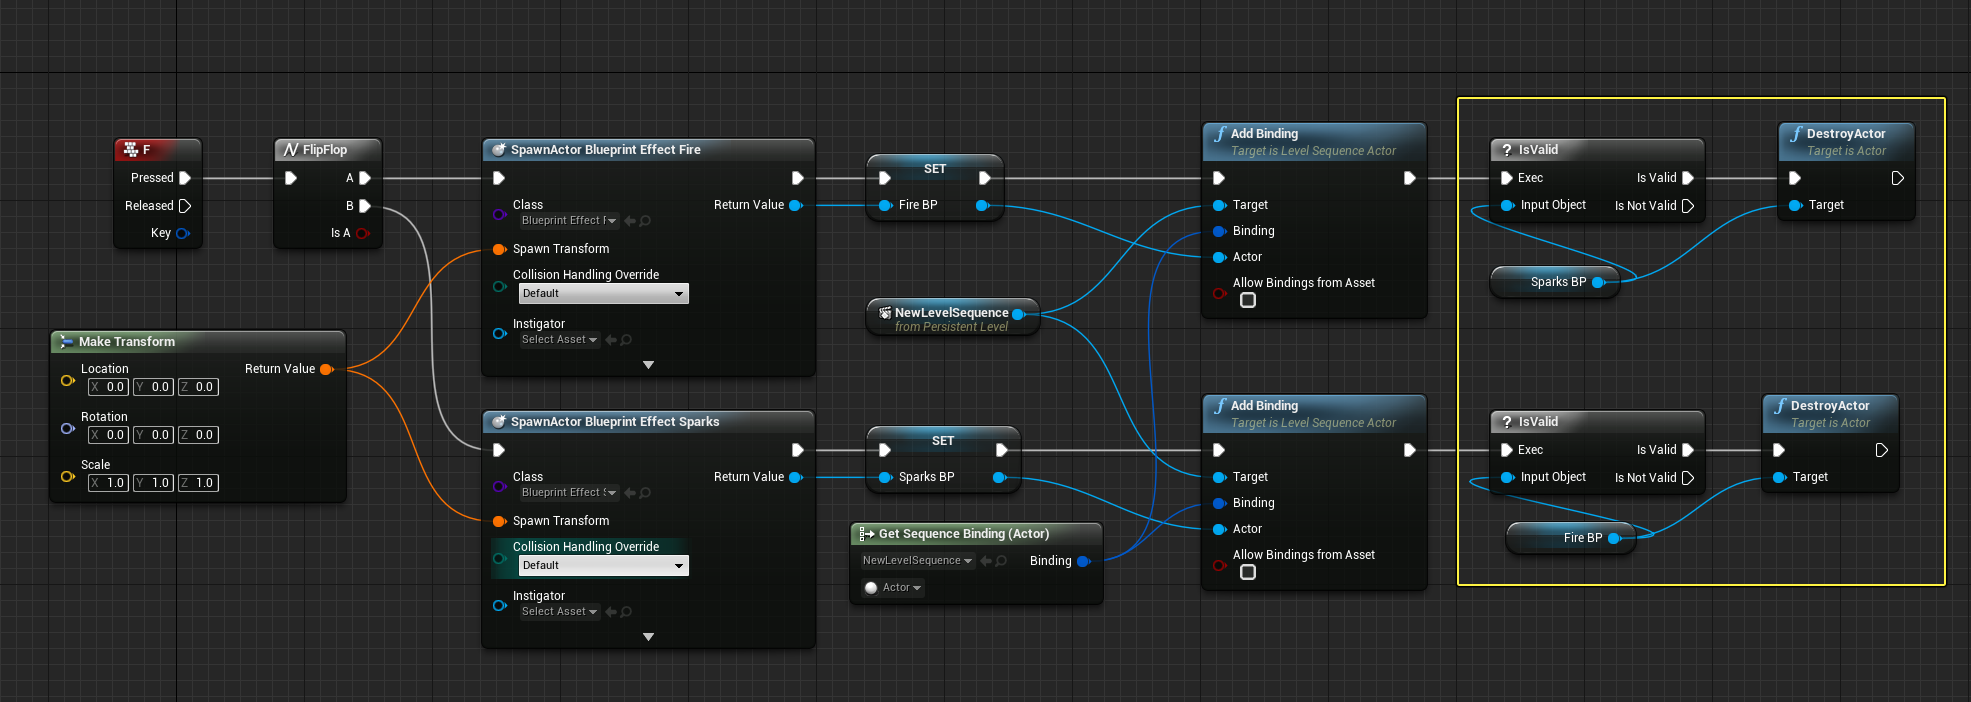 F
Pressed
Released
Key
FlipFlop
A
B
Is A
Make Transform
Location
Return Value
X 0.0 Y 0.0 Z 0.0
Rotation
X 0.0 Y 0.0 Z 0.0
Scale
X 1.0 Y 1.0 Z 1.0
SpawnActor Blueprint Effect Fire
Class
Return Value
Blueprint Effect F
Spawn Transform
Collision Handling Override
Default
Instigator
Select Asset
SpawnActor Blueprint Effect Sparks
Class
Return Value
Blueprint Effect S
Spawn Transform
Collision Handling Override
Default
Instigator
Select Asset
SET
Fire BP
NewLevelSequence
from Persistent Level
SET
Sparks BP
Get Sequence Binding (Actor)
NewLevelSequence
Binding
Actor
f Add Binding
Target is Level Sequence Actor
Target
Binding
Actor
Allow Bindings from Asset
f Add Binding
Target is Level Sequence Actor
Target
Binding
Actor
Allow Bindings from Asset
? IsValid
Exec
Is Valid
Input Object
Is Not Valid
Sparks BP
f DestroyActor
Target is Actor
Target
? IsValid
Exec
Is Valid
Input Object
Is Not Valid
Fire BP
f DestroyActor
Target is Actor
Target